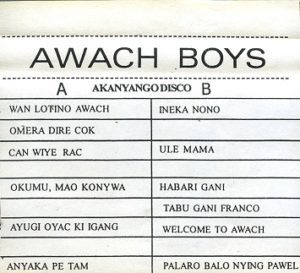 AWACH BOYS
A AKANYANGO DISCO B
WAN LOTINO AWACH
OMERA DIRE COK
CAN WIYE RAC
OKUMU, MAO KONYWA
AYUGI OYAC KI IGANG
ANYAKA PE TAM
INEKA NONO
ULE MAMA
HABARI GANI
TABU GANI FRANCO
WELCOME TO AWACH
PALARO BALO NYING PAWEL